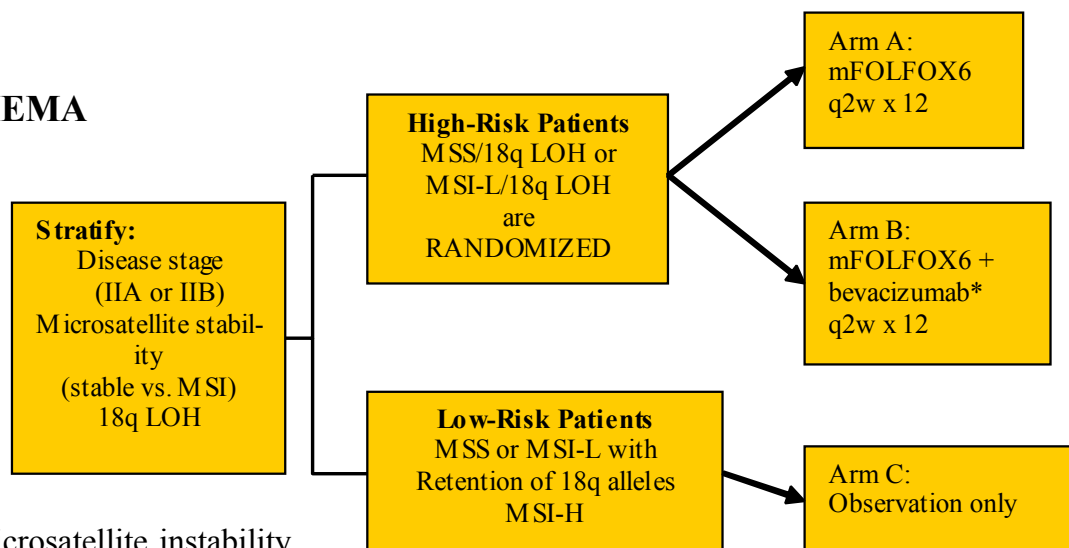 EMA
Stratify:
Disease stage
(IIA or IIB)
Microsatellite stabil-
ity
(stable vs. MSI)
18q LOH
High-Risk Patients
MSS/18q LOH or
MSI-L/18q LOH
are
RANDOMIZED
Low-Risk Patients
MSS or MSI-L with
Retention of 18q alleles
MSI-H
Arm A:
mFOLFOX6
q2w x 12
Arm B:
mFOLFOX6 +
bevacizumab*
q2w x 12
Arm C:
Observation only
crosatellite instability